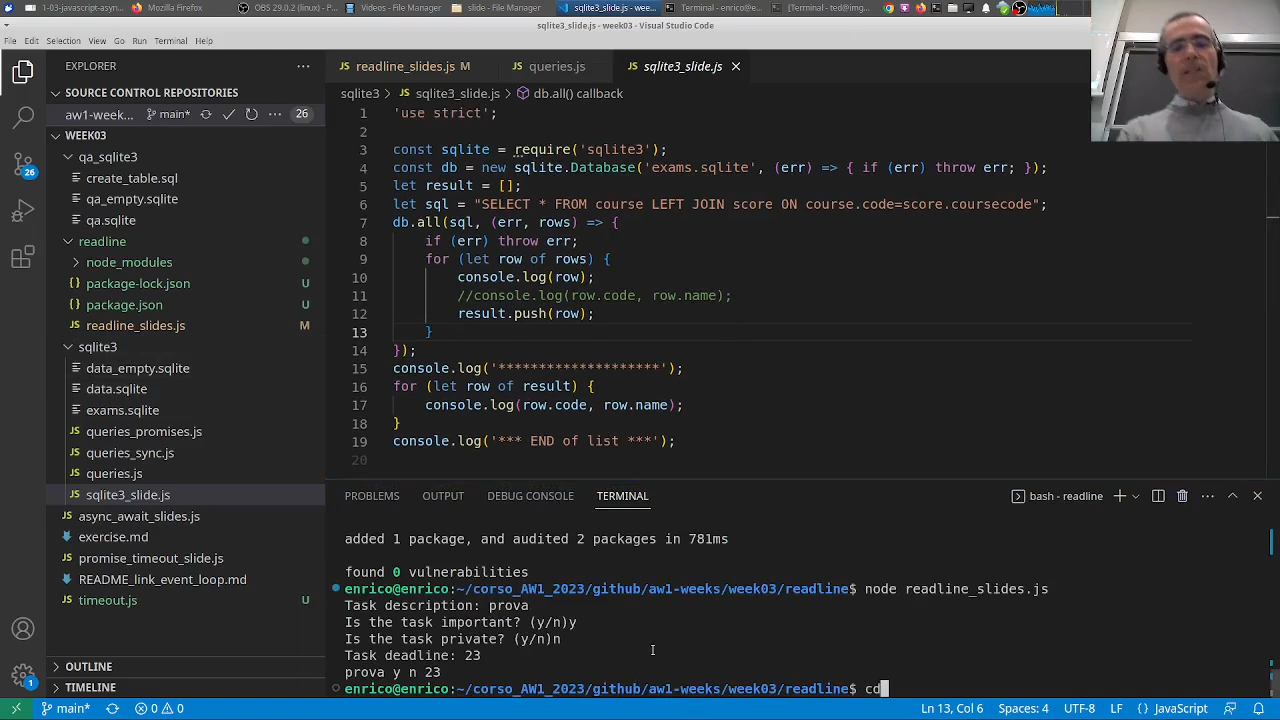 1-03-javascript-async....
Mozilla Firefox
OBS 29.0.2 (linux) - P...
Videos - File Manager
slide - File Manager
sqlite3_slide.js - week...
Terminal - enrico@en...
[Terminal - ted@img...
sqlite3_slide.js - week03 - Visual Studio Code
File Edit Selection View Go Run Terminal Help
EXPLORER
SOURCE CONTROL REPOSITORIES
aw1-week... main* 26
WEEK03
qa_sqlite3
create_table.sql
qa_empty.sqlite
qa.sqlite
readline
node_modules
package-lock.json U
package.json U
readline_slides.js M
sqlite3
data_empty.sqlite
data.sqlite
exams.sqlite
queries_promises.js
queries_sync.js
queries.js
sqlite3_slide.js
async_await_slides.js
exercise.md
promise_timeout_slide.js
README_link_event_loop.md
timeout.js U
OUTLINE
TIMELINE
26
1
readline_slides.js M
queries.js
sqlite3_slide.js
sqlite3 > sqlite3_slide.js > db.all() callback
1 'use strict';
2
3 const sqlite = require('sqlite3');
4 const db = new sqlite.Database('exams.sqlite', (err) => { if (err) throw err; });
5 let result = [];
6 let sql = "SELECT * FROM course LEFT JOIN score ON course.code=score.coursecode";
7 db.all(sql, (err, rows) => {
8 if (err) throw err;
9 for (let row of rows) {
10 console.log(row);
11 //console.log(row.code, row.name);
12 result.push(row);
13 }
14 });
15 console.log('********************');
16 for (let row of result) {
17 console.log(row.code, row.name);
18 }
19 console.log('*** END of list ***');
20
PROBLEMS OUTPUT DEBUG CONSOLE TERMINAL
bash - readline
added 1 package, and audited 2 packages in 781ms
found 0 vulnerabilities
enrico@enrico:~/corso_AW1_2023/github/aw1-weeks/week03/readline$ node readline_slides.js
Task description: prova
Is the task important? (y/n)y
Is the task private? (y/n)n
Task deadline: 23
prova y n 23
enrico@enrico:~/corso_AW1_2023/github/aw1-weeks/week03/readline$ cd
main* 0 0
Ln 13, Col 6 Spaces: 4 UTF-8 LF JavaScript